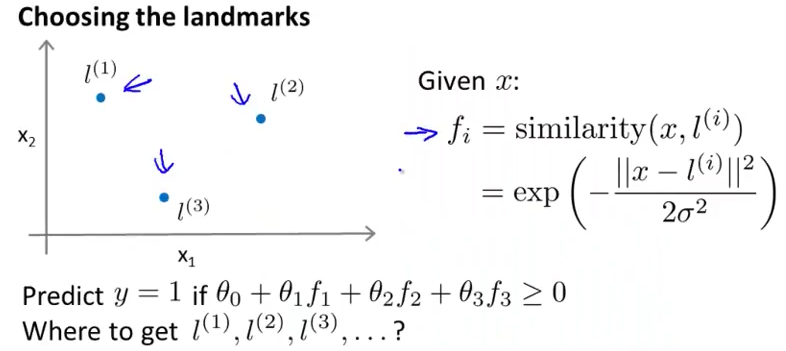 Choosing the landmarks
l⁽¹⁾
l⁽²⁾
x₂
l⁽³⁾
x₁
Given x:
→ fᵢ = similarity(x, l⁽ⁱ⁾)
= exp(−||x − l⁽ⁱ⁾||² / 2σ²)
Predict y = 1 if θ₀ + θ₁f₁ + θ₂f₂ + θ₃f₃ ≥ 0
Where to get l⁽¹⁾, l⁽²⁾, l⁽³⁾, …?